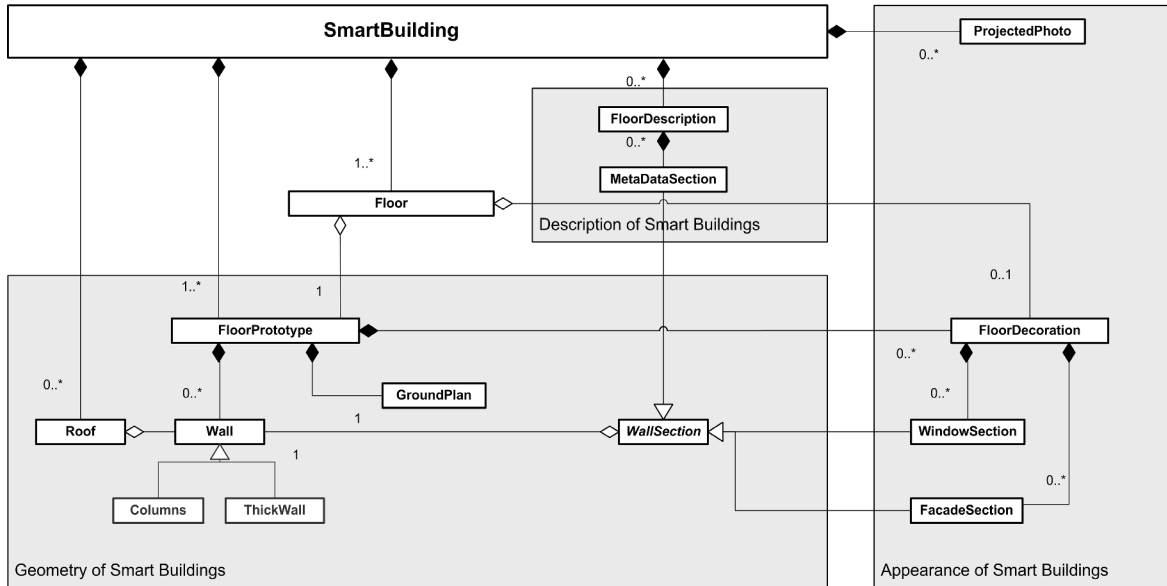 SmartBuilding
ProjectedPhoto
0..*
0..*
FloorDescription
0..*
1..*
MetaDataSection
Floor
Description of Smart Buildings
0..1
1..*
1
FloorPrototype
FloorDecoration
0..*
0..*
0..*
GroundPlan
0..*
1
Roof
Wall
WallSection
WindowSection
1
0..*
Columns
ThickWall
FacadeSection
Geometry of Smart Buildings
Appearance of Smart Buildings